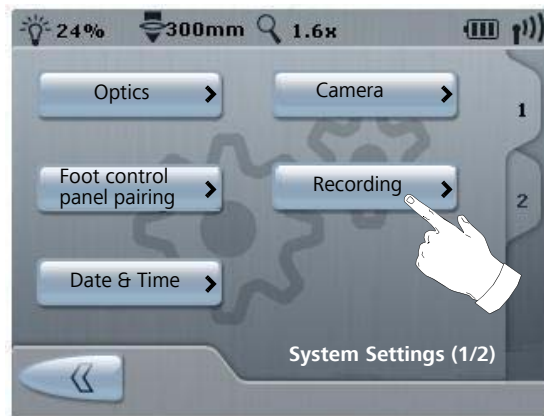 24% 300mm 1.6x
Optics
Camera
1
Foot control
panel pairing
Recording
2
Date & Time
System Settings (1/2)